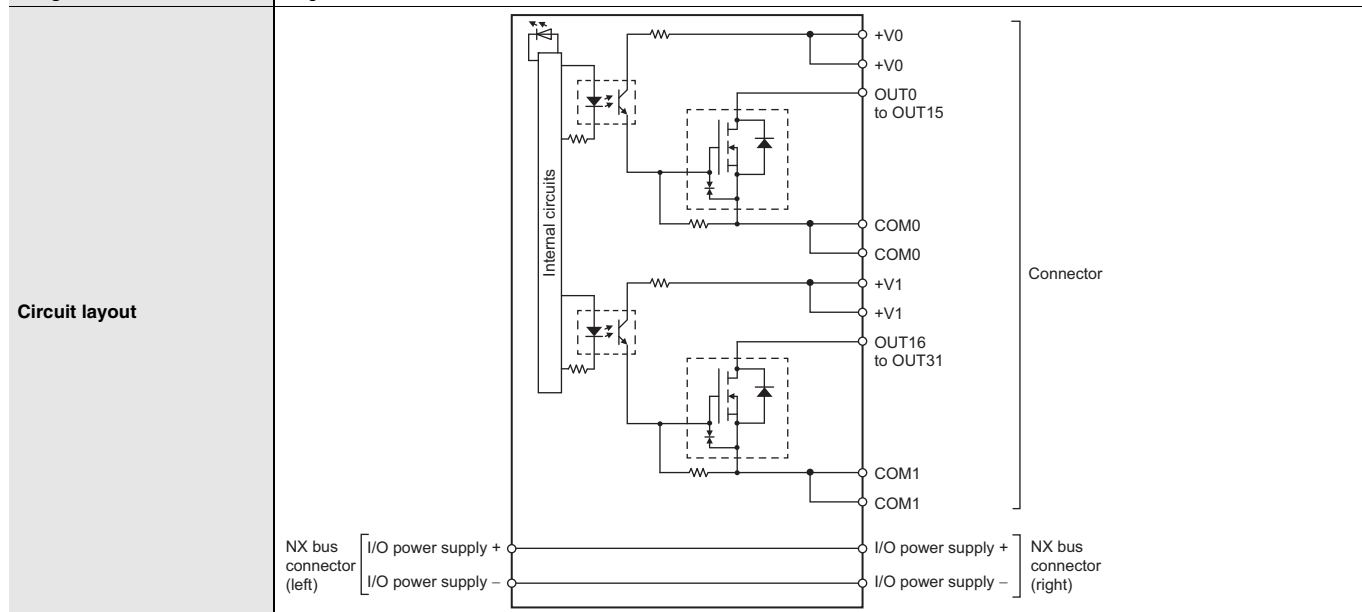 Circuit layout
Internal circuits
+V0
+V0
OUT0
to OUT15
COM0
COM0
+V1
+V1
OUT16
to OUT31
COM1
COM1
Connector
NX bus
connector
(left)
I/O power supply +
I/O power supply –
I/O power supply +
I/O power supply –
NX bus
connector
(right)